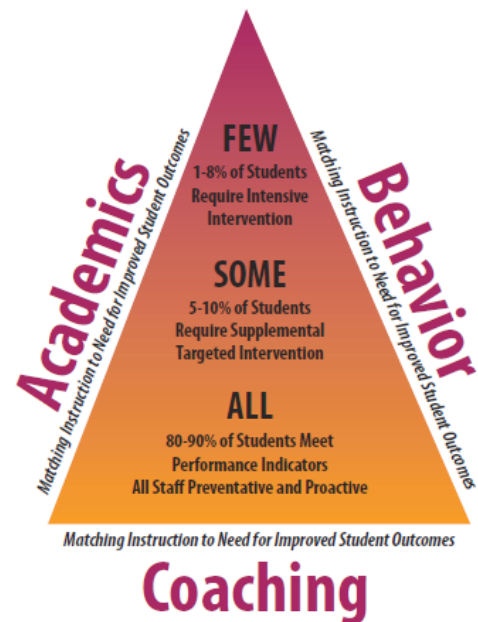 FEW
1-8% of Students
Require Intensive
Intervention
SOME
5-10% of Students
Require Supplemental
Targeted Intervention
ALL
80-90% of Students Meet
Performance Indicators
All Staff Preventative and Proactive
Academics
Matching Instruction to Need for Improved Student Outcomes
Behavior
Matching Instruction to Need for Improved Student Outcomes
Matching Instruction to Need for Improved Student Outcomes
Coaching